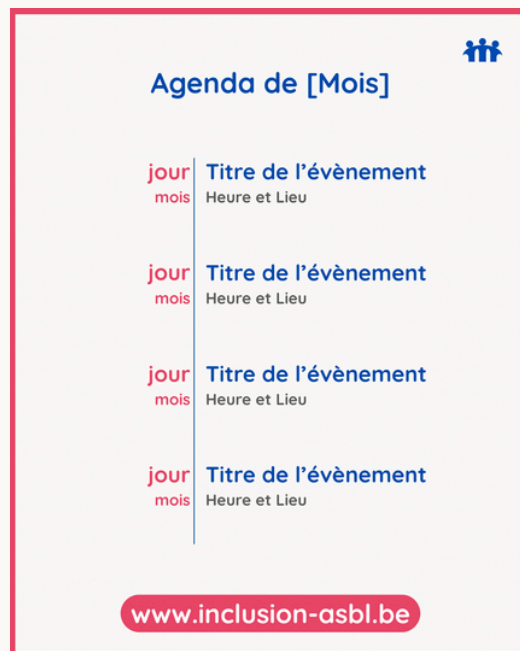 Agenda de [Mois]
jour Titre de l’évènement
mois Heure et Lieu
jour Titre de l’évènement
mois Heure et Lieu
jour Titre de l’évènement
mois Heure et Lieu
jour Titre de l’évènement
mois Heure et Lieu
www.inclusion-asbl.be